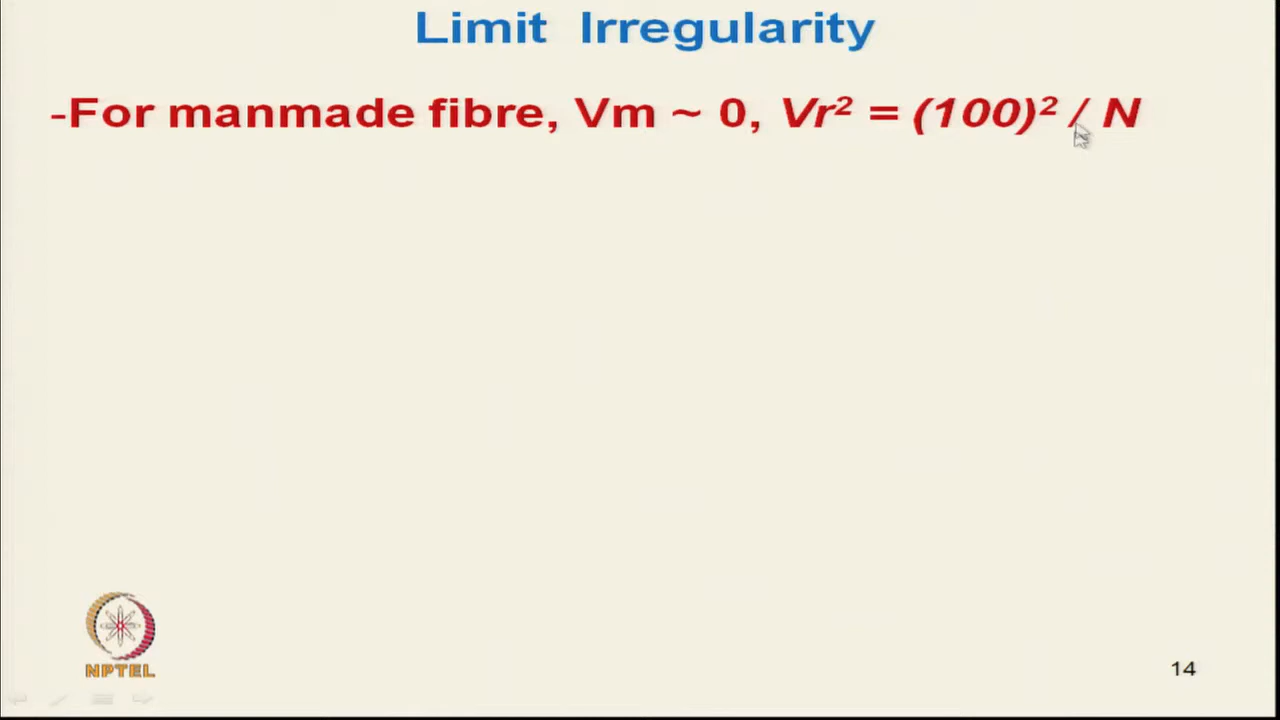 Limit Irregularity
-For manmade fibre, Vm ~ 0, Vr² = (100)² / N
NPTEL
14